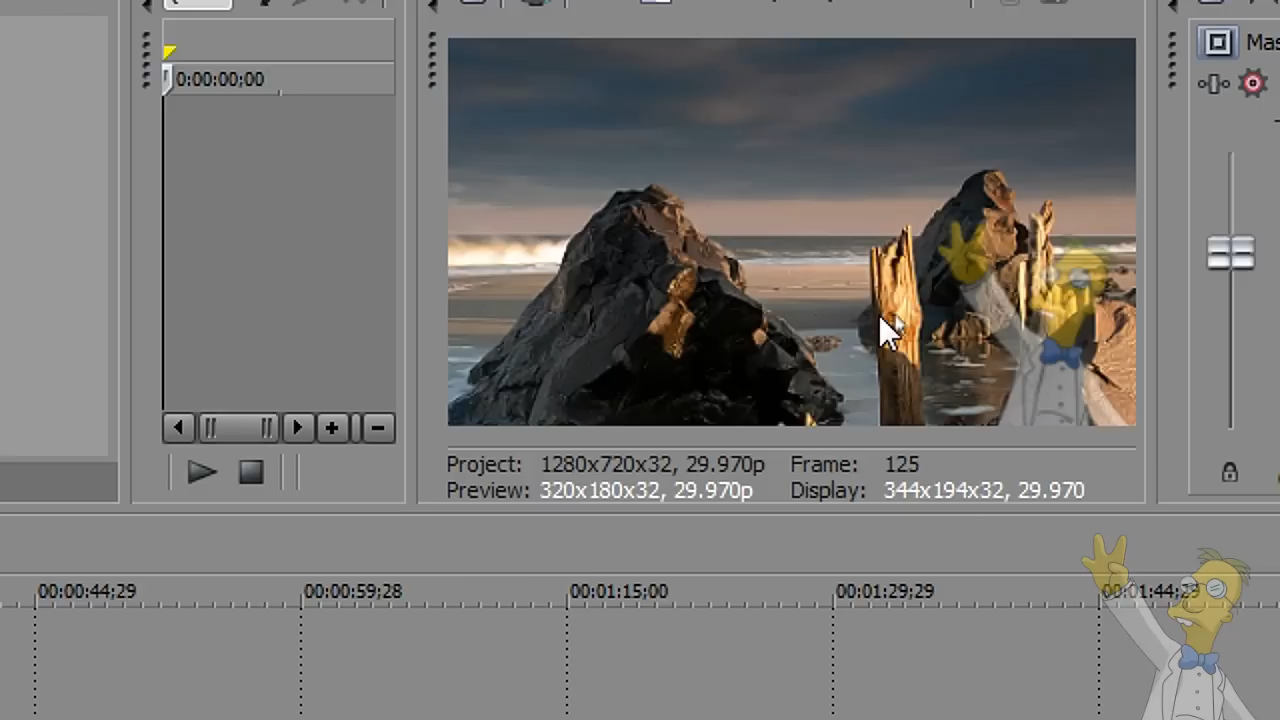 Mas
0:00:00;00
Project: 1280x720x32, 29.970p Frame: 125
Preview: 320x180x32, 29.970p Display: 344x194x32, 29.970
00:00:44;29 00:00:59;28 00:01:15;00 00:01:29;29 00:01:44;29